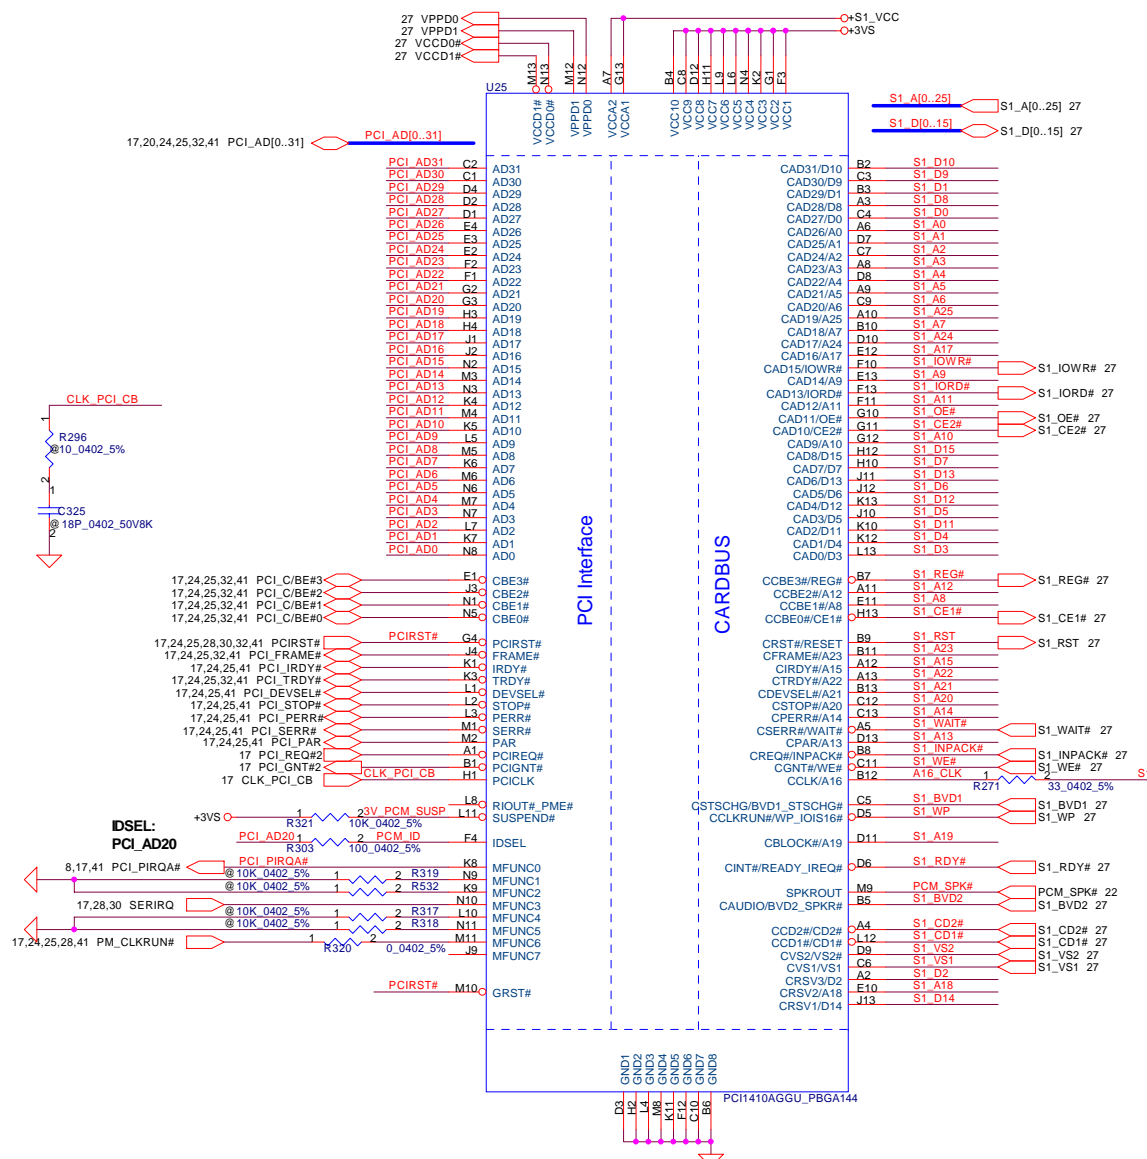 27 VPPD0
27 VPPD1
27 VCCD0#
27 VCCD1#
+S1_VCC
+3VS
M13 N13 M12 N12 A7 G13 B4 C8 D12 H11 L9 L6 N4 K2 G1 F3
U25
VCCD1# VCCD0# VPPD1 VPPD0 VCCA2 VCCA1 VCC10 VCC9 VCC8 VCC7 VCC6 VCC5 VCC4 VCC3 VCC2 VCC1
S1_A[0..25] S1_A[0..25] 27
S1_D[0..15] S1_D[0..15] 27
17,20,24,25,32,41 PCI_AD[0..31] PCI_AD[0..31]
PCI_AD31 C2 AD31 CAD31/D10 B2 S1_D10
PCI_AD30 C1 AD30 CAD30/D9 C3 S1_D9
PCI_AD29 D4 AD29 CAD29/D1 B3 S1_D1
PCI_AD28 D2 AD28 CAD28/D8 A3 S1_D8
PCI_AD27 D1 AD27 CAD27/D0 C4 S1_D0
PCI_AD26 E4 AD26 CAD26/A0 A6 S1_A0
PCI_AD25 E3 AD25 CAD25/A1 D7 S1_A1
PCI_AD24 E2 AD24 CAD24/A2 C7 S1_A2
PCI_AD23 F2 AD23 CAD23/A3 A8 S1_A3
PCI_AD22 F1 AD22 CAD22/A4 D8 S1_A4
PCI_AD21 G2 AD21 CAD21/A5 A9 S1_A5
PCI_AD20 G3 AD20 CAD20/A6 C9 S1_A6
PCI_AD19 H3 AD19 CAD19/A25 A10 S1_A25
PCI_AD18 H4 AD18 CAD18/A7 B10 S1_A7
PCI_AD17 J1 AD17 CAD17/A24 D10 S1_A24
PCI_AD16 J2 AD16 CAD16/A17 E12 S1_A17
PCI_AD15 N2 AD15 CAD15/IOWR# F10 S1_IOWR# S1_IOWR# 27
PCI_AD14 M3 AD14 CAD14/A9 E13 S1_A9
PCI_AD13 N3 AD13 CAD13/IORD# F13 S1_IORD# S1_IORD# 27
PCI_AD12 K4 AD12 CAD12/A11 F11 S1_A11
PCI_AD11 M4 AD11 CAD11/OE# G10 S1_OE# S1_OE# 27
PCI_AD10 K5 AD10 CAD10/CE2# G11 S1_CE2# S1_CE2# 27
PCI_AD9 L5 AD9 CAD9/A10 G12 S1_A10
PCI_AD8 M5 AD8 CAD8/D15 H12 S1_D15
PCI_AD7 K6 AD7 CAD7/D7 H10 S1_D7
PCI_AD6 M6 AD6 CAD6/D13 J11 S1_D13
PCI_AD5 N6 AD5 CAD5/D6 J12 S1_D6
PCI_AD4 M7 AD4 CAD4/D12 K13 S1_D12
PCI_AD3 N7 AD3 CAD3/D5 J10 S1_D5
PCI_AD2 L7 AD2 CAD2/D11 K10 S1_D11
PCI_AD1 K7 AD1 CAD1/D4 K12 S1_D4
PCI_AD0 N8 AD0 CAD0/D3 L13 S1_D3
CLK_PCI_CB
1
R296
@10_0402_5%
2
1
C325
@18P_0402_50V8K
2
PCI Interface
CARDBUS
17,24,25,32,41 PCI_C/BE#3 E1 CBE3# CCBE3#/REG# B7 S1_REG# S1_REG# 27
17,24,25,32,41 PCI_C/BE#2 J3 CBE2# CCBE2#/A12 A11 S1_A12
17,24,25,32,41 PCI_C/BE#1 N1 CBE1# CCBE1#/A8 E11 S1_A8
17,24,25,32,41 PCI_C/BE#0 N5 CBE0# CCBE0#/CE1# H13 S1_CE1# S1_CE1# 27
17,24,25,28,30,32,41 PCIRST# PCIRST# G4 PCIRST# CRST#/RESET B9 S1_RST S1_RST 27
17,24,25,32,41 PCI_FRAME# J4 FRAME# CFRAME#/A23 B11 S1_A23
17,24,25,41 PCI_IRDY# K1 IRDY# CIRDY#/A15 A12 S1_A15
17,24,25,41 PCI_TRDY# K3 TRDY# CTRDY#/A22 A13 S1_A22
17,24,25,41 PCI_DEVSEL# L1 DEVSEL# CDEVSEL#/A21 B13 S1_A21
17,24,25,41 PCI_STOP# L2 STOP# CSTOP#/A20 C12 S1_A20
17,24,25,41 PCI_PERR# L3 PERR# CPERR#/A14 C13 S1_A14
17,24,25,41 PCI_SERR# M1 SERR# CSERR#/WAIT# A5 S1_WAIT# S1_WAIT# 27
17,24,25,41 PCI_PAR M2 PAR CPAR/A13 D13 S1_A13
17 PCI_REQ#2 A1 PCIREQ# CREQ#/INPACK# B8 S1_INPACK# S1_INPACK# 27
17 PCI_GNT#2 B1 PCIGNT# CGNT#/WE# C11 S1_WE# S1_WE# 27
17 CLK_PCI_CB CLK_PCI_CB H1 PCICLK CCLK/A16 B12 A16_CLK 1 2 S
R271 33_0402_5%
L8 RIOUT#_PME# CSTSCHG/BVD1_STSCHG# C5 S1_BVD1 S1_BVD1 27
+3VS 1 2 3V_PCM_SUSP L11 SUSPEND# CCLKRUN#/WP_IOIS16# D5 S1_WP S1_WP 27
R321 10K_0402_5%
IDSEL:
PCI_AD20
PCI_AD20 1 2 PCM_ID F4 IDSEL CBLOCK#/A19 D11 S1_A19
R303 100_0402_5%
8,17,41 PCI_PIRQA# PCI_PIRQA# K8 MFUNC0 CINT#/READY_IREQ# D6 S1_RDY# S1_RDY# 27
@10K_0402_5% 1 2 R319 N9 MFUNC1
@10K_0402_5% 1 2 R532 K9 MFUNC2 SPKROUT M9 PCM_SPK# PCM_SPK# 22
17,28,30 SERIRQ N10 MFUNC3 CAUDIO/BVD2_SPKR# B5 S1_BVD2 S1_BVD2 27
@10K_0402_5% 1 2 R317 L10 MFUNC4
@10K_0402_5% 1 2 R318 N11 MFUNC5 CCD2#/CD2# A4 S1_CD2# S1_CD2# 27
17,24,25,28,41 PM_CLKRUN# 1 2 M11 MFUNC6 CCD1#/CD1# L12 S1_CD1# S1_CD1# 27
R320 0_0402_5% J9 MFUNC7 CVS2/VS2# D9 S1_VS2 S1_VS2 27
CVS1/VS1 C6 S1_VS1 S1_VS1 27
CRSV3/D2 A2 S1_D2
PCIRST# M10 GRST# CRSV2/A18 E10 S1_A18
CRSV1/D14 J13 S1_D14
GND1 GND2 GND3 GND4 GND5 GND6 GND7 GND8
PCI1410AGGU_PBGA144
D3 H2 L4 M8 K11 F12 C10 B6